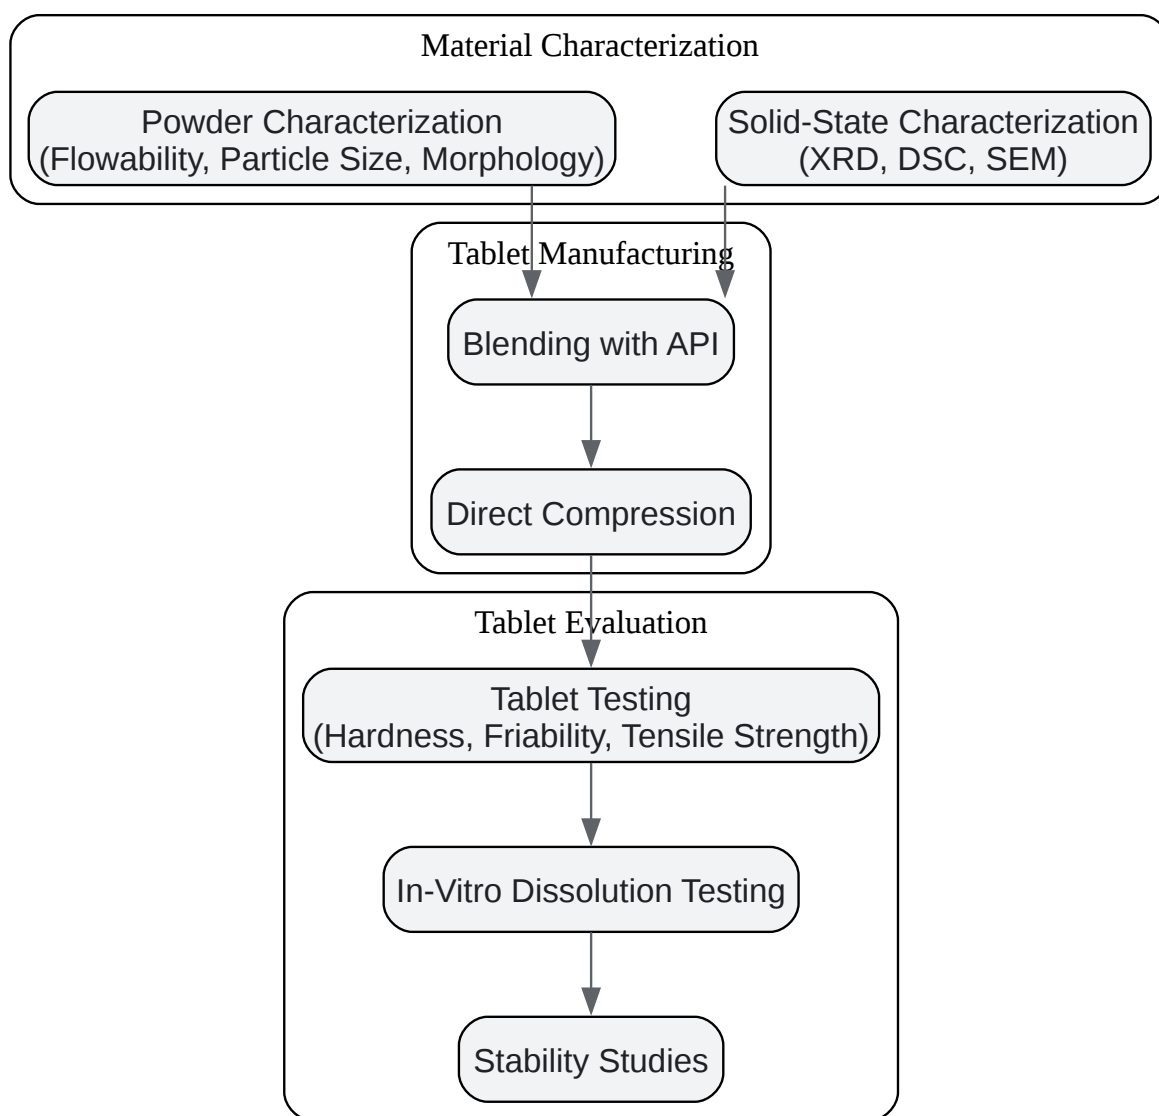 Material Characterization
Powder Characterization
(Flowability, Particle Size, Morphology)
Solid-State Characterization
(XRD, DSC, SEM)
Tablet Manufacturing
Blending with API
Direct Compression
Tablet Evaluation
Tablet Testing
(Hardness, Friability, Tensile Strength)
In-Vitro Dissolution Testing
Stability Studies